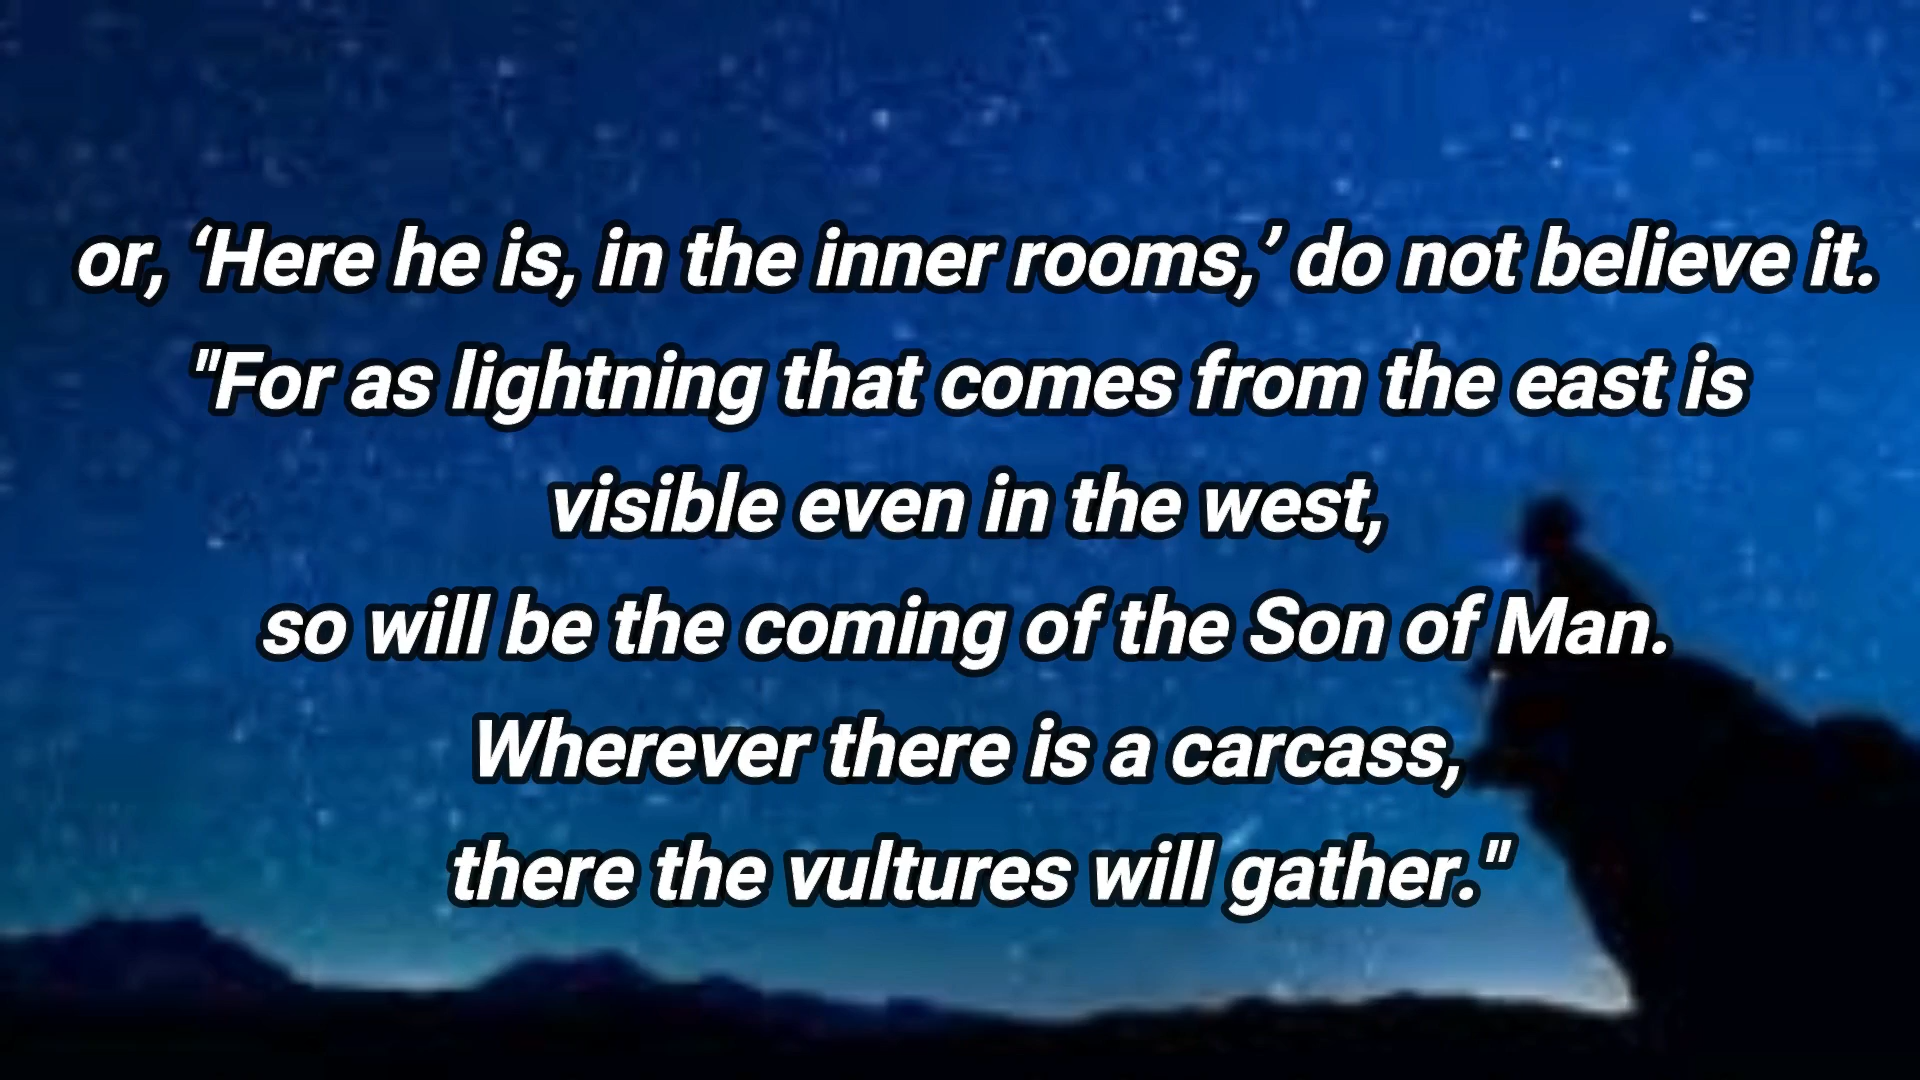 or, ‘Here he is, in the inner rooms,’ do not believe it.
"For as lightning that comes from the east is
visible even in the west,
so will be the coming of the Son of Man.
Wherever there is a carcass,
there the vultures will gather."